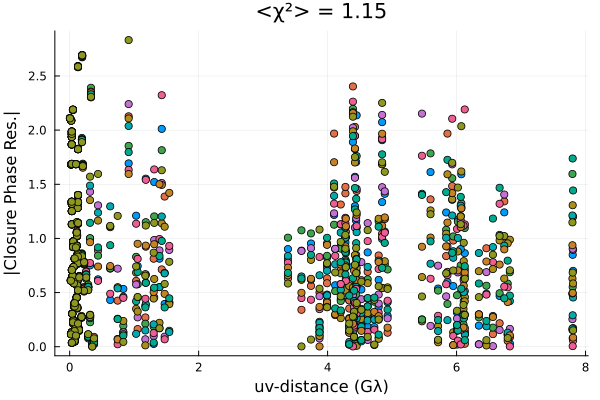 <χ²> = 1.15
|Closure Phase Res.|
2.5
2.0
1.5
1.0
0.5
0.0
0 2 4 6 8
uv-distance (Gλ)